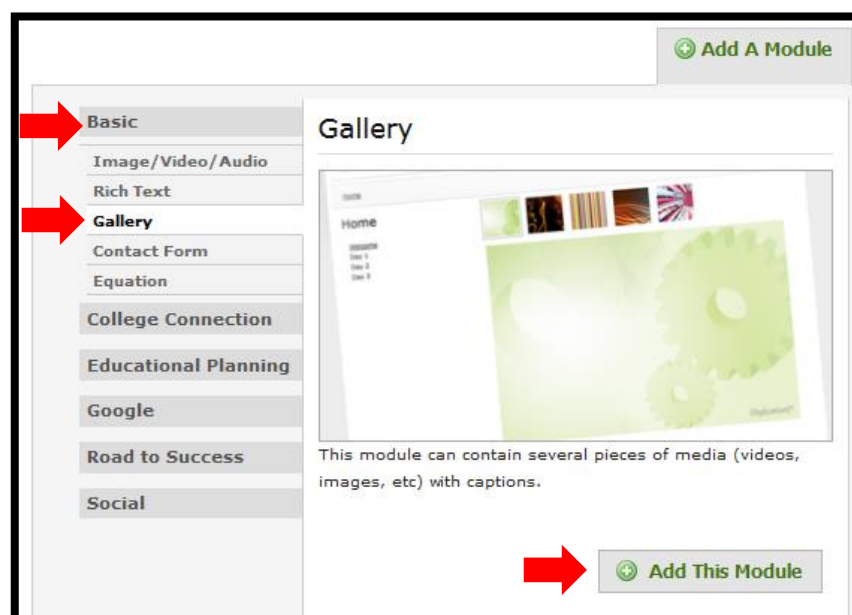 Add A Module
Basic
Image/Video/Audio
Rich Text
Gallery
Contact Form
Equation
College Connection
Educational Planning
Google
Road to Success
Social
Gallery
Home
This module can contain several pieces of media (videos,
images, etc) with captions.
Add This Module